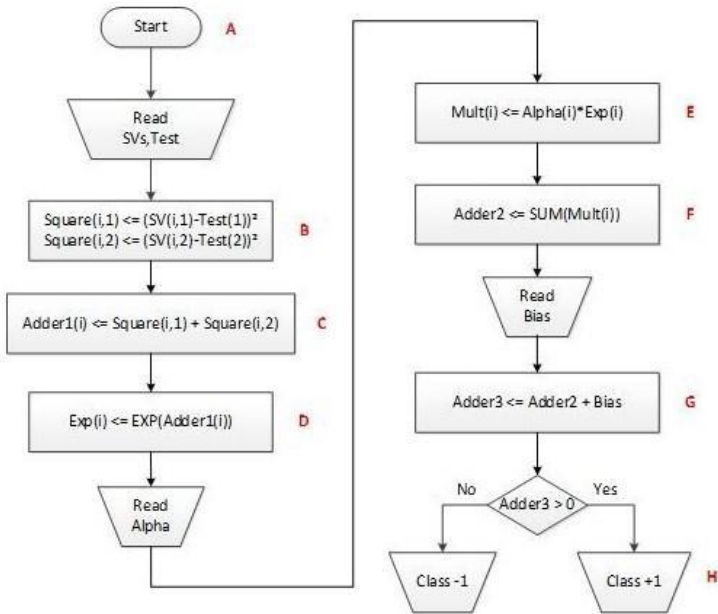 Start
A
Read
SVs,Test
Square(i,1) <= (SV(i,1)-Test(1))²
Square(i,2) <= (SV(i,2)-Test(2))²
B
Adder1(i) <= Square(i,1) + Square(i,2)
C
Exp(i) <= EXP(Adder1(i))
D
Read
Alpha
Mult(i) <= Alpha(i)*Exp(i)
E
Adder2 <= SUM(Mult(i))
F
Read
Bias
Adder3 <= Adder2 + Bias
G
No
Adder3 > 0
Yes
Class -1
Class +1
H